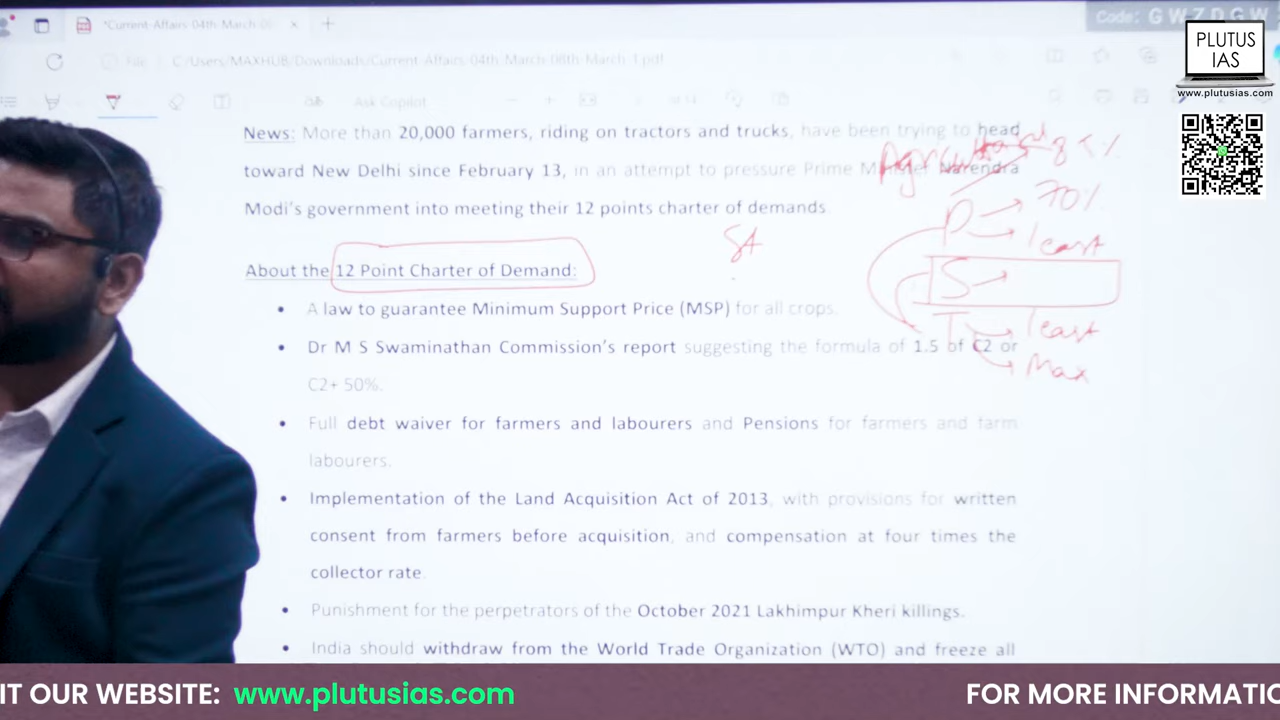 *Current-Affairs-04th-March-0
Code: G W Z D G W
File C:/Users/MAXHUB/Downloads/Current-Affairs-04th-March-08th-March-1.pdf
Ask Copilot
PLUTUS
IAS
www.plutusias.com
News: More than 20,000 farmers, riding on tractors and trucks, have been trying to head
toward New Delhi since February 13, in an attempt to pressure Prime Minister Narendra
Modi's government into meeting their 12 points charter of demands
About the 12 Point Charter of Demand:
• A law to guarantee Minimum Support Price (MSP) for all crops.
• Dr M S Swaminathan Commission's report suggesting the formula of 1.5 of C2 or
C2+ 50%.
• Full debt waiver for farmers and labourers and Pensions for farmers and farm
labourers.
• Implementation of the Land Acquisition Act of 2013, with provisions for written
consent from farmers before acquisition, and compensation at four times the
collector rate.
• Punishment for the perpetrators of the October 2021 Lakhimpur Kheri killings.
• India should withdraw from the World Trade Organization (WTO) and freeze all
P → 70%
→ least
S →
T → least
→ Max
IT OUR WEBSITE: www.plutusias.com
FOR MORE INFORMATIO